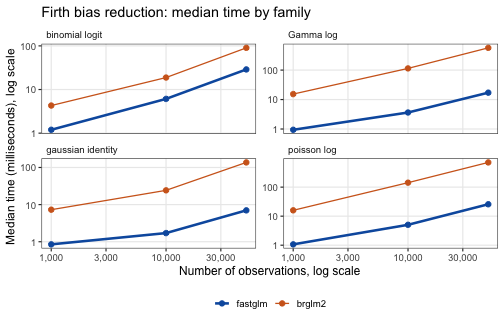 Firth bias reduction: median time by family
binomial logit
Gamma log
100
10
1
100
10
1
gaussian identity
poisson log
100
10
1
100
10
1
1,000
3,000
10,000
30,000
1,000
3,000
10,000
30,000
Median time (milliseconds), log scale
Number of observations, log scale
fastglm
brglm2